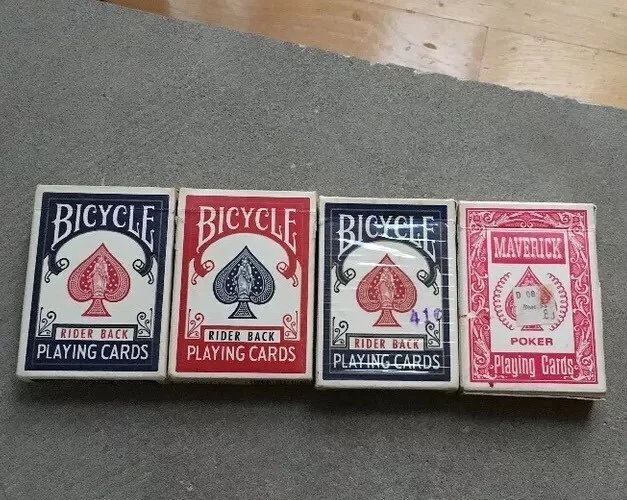 BICYCLE
RIDER BACK
PLAYING CARDS
BICYCLE
RIDER BACK
PLAYING CARDS
BICYCLE
41¢
RIDER BACK
PLAYING CARDS
MAVERICK
POKER
Playing Cards